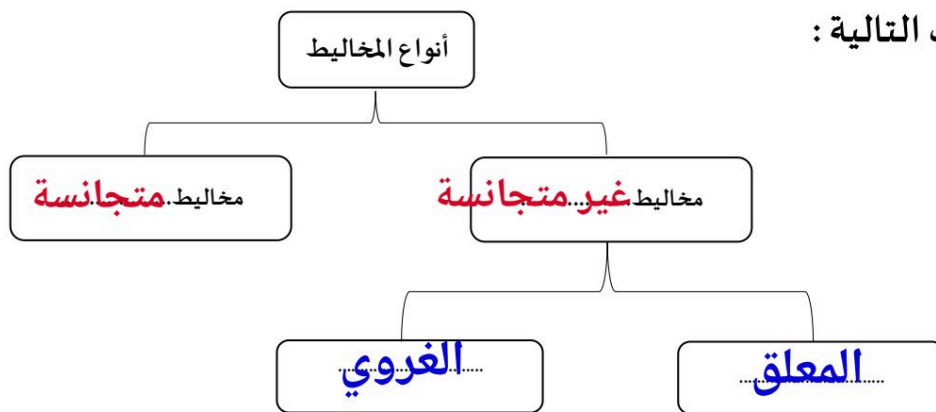 التالية :
أنواع المخاليط
مخاليط غير متجانسة
مخاليط متجانسة
المعلق
الغروي